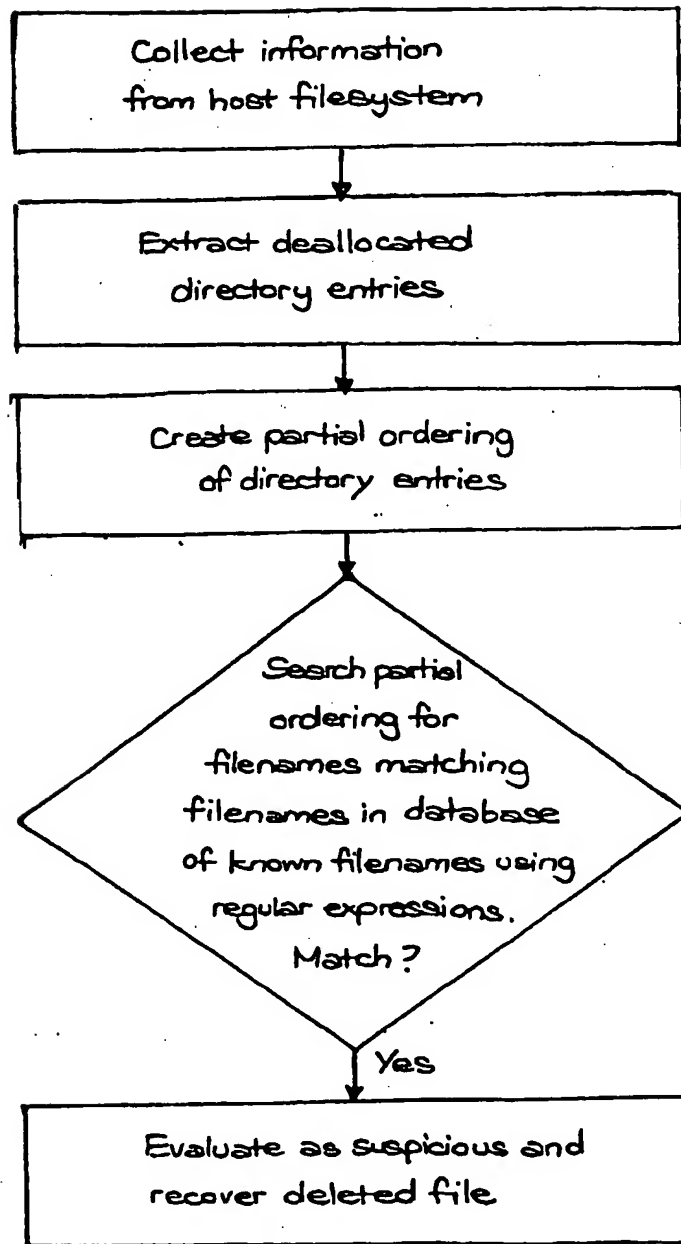 Collect information
from host filesystem
Extract deallocated
directory entries
Create partial ordering
of directory entries
Search partial
ordering for
filenames matching
filenames in database
of known filenames using
regular expressions.
Match?
Yes
Evaluate as suspicious and
recover deleted file